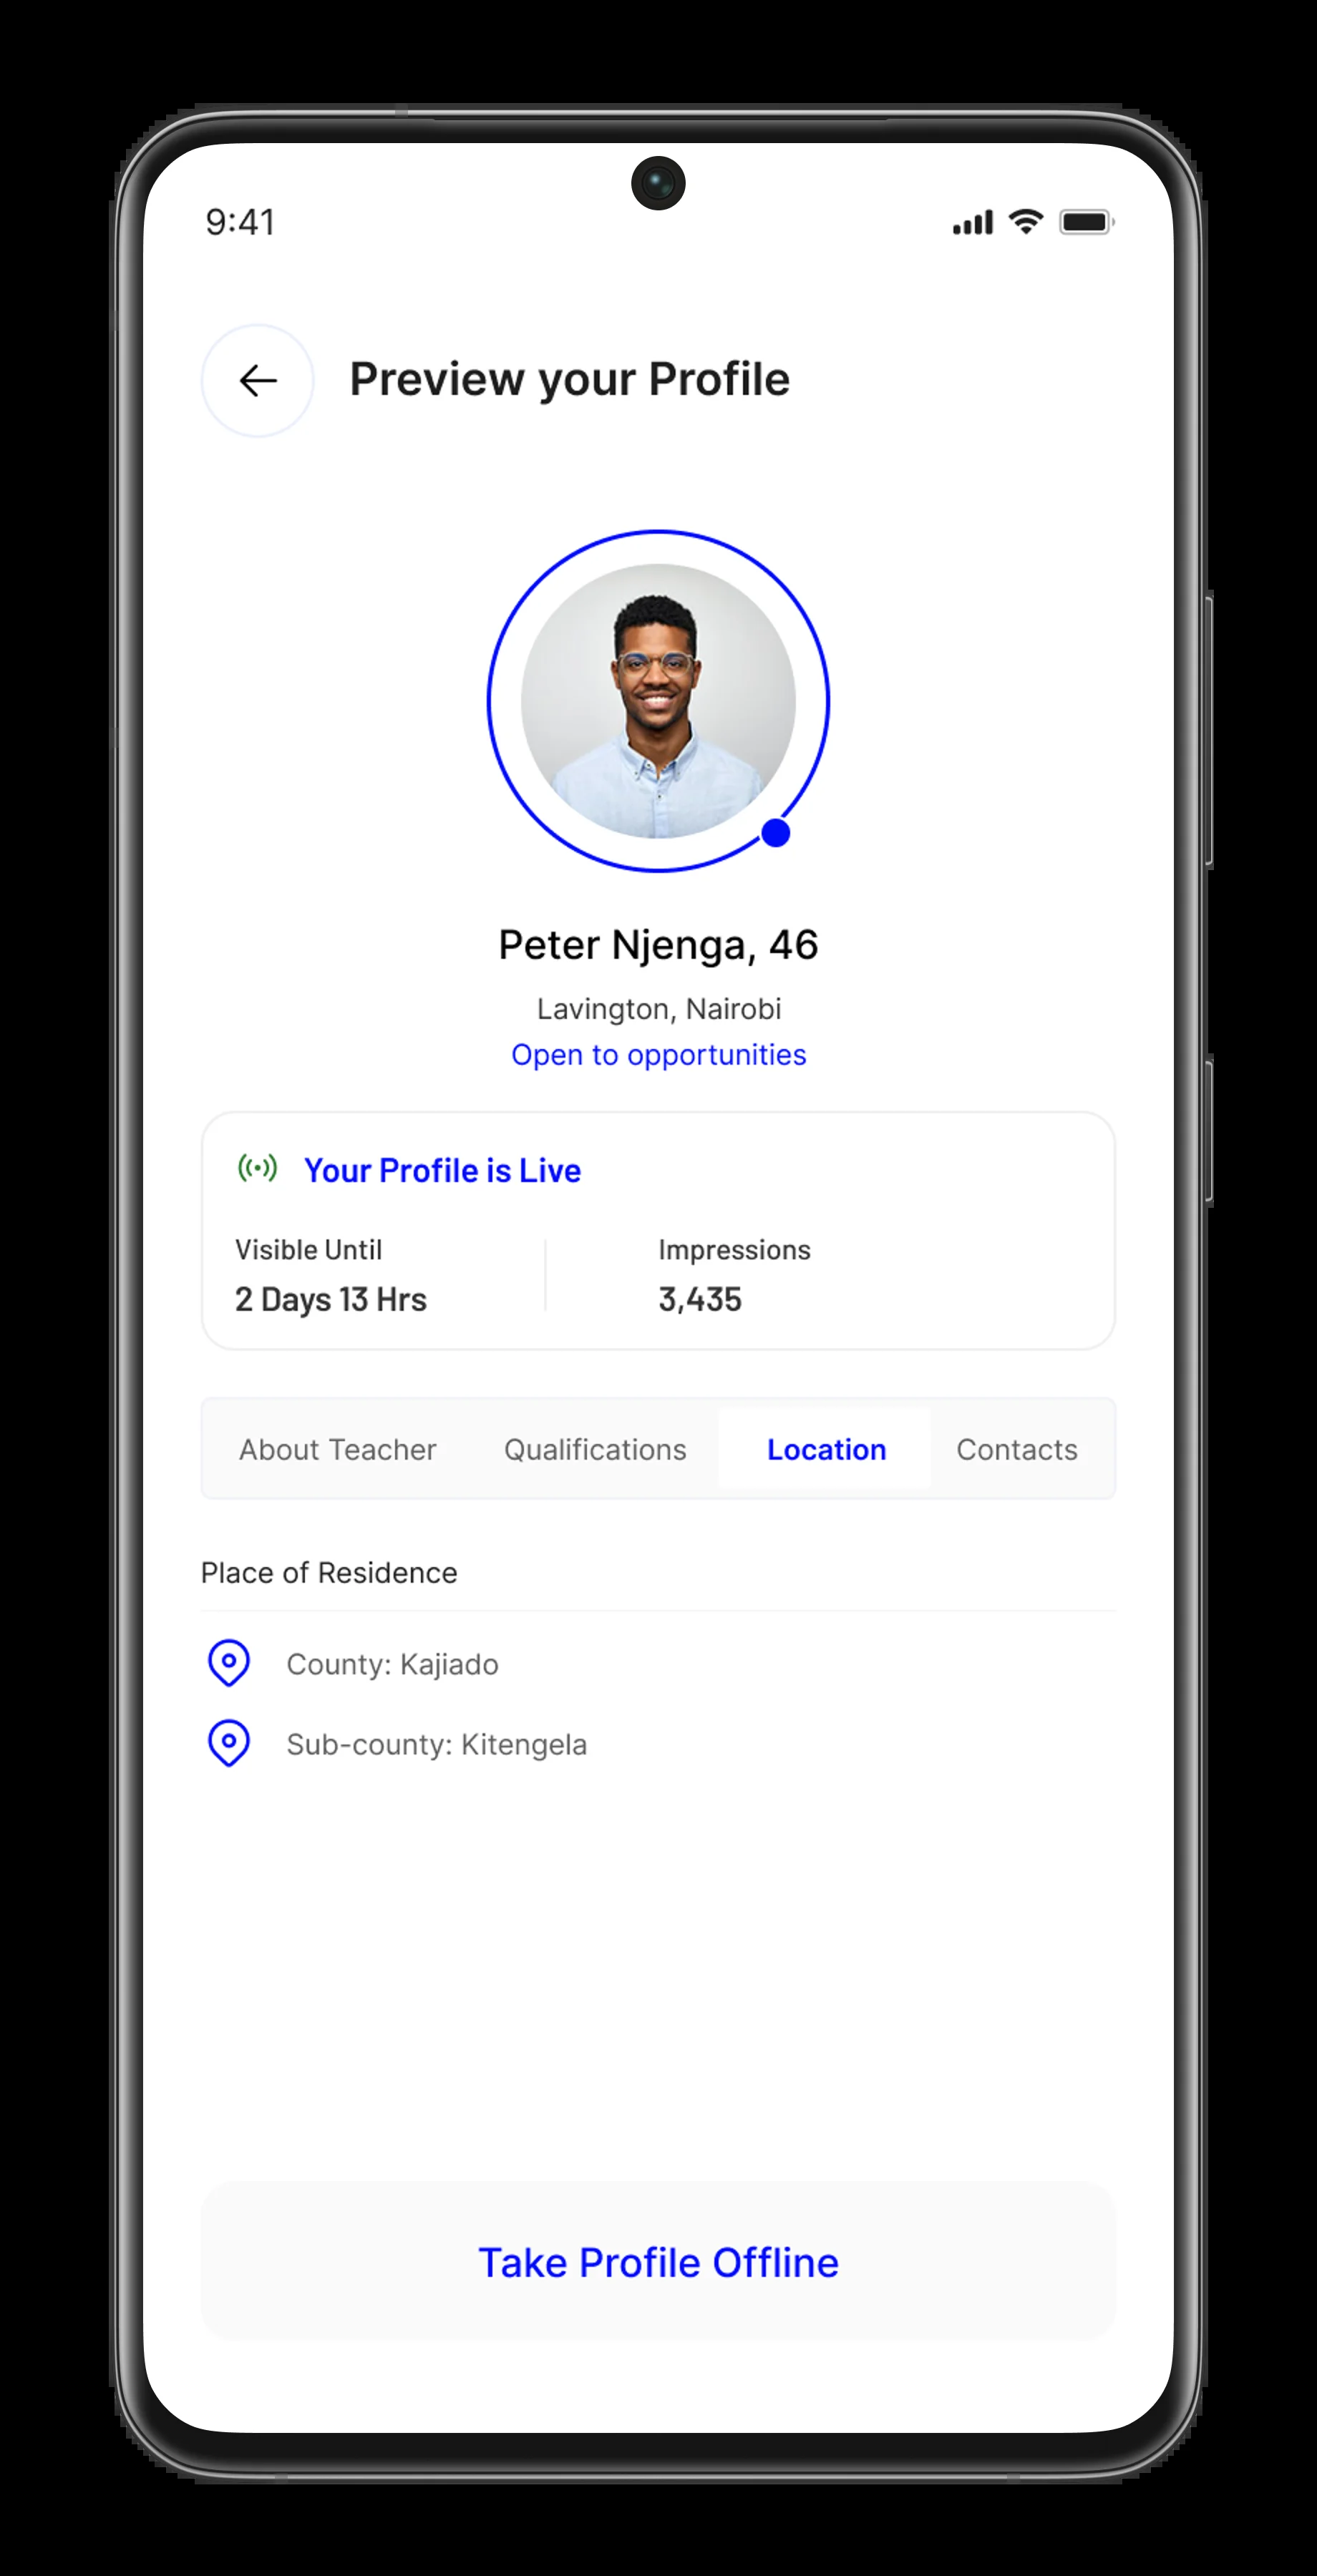 9:41
Preview your Profile
Peter Njenga, 46
Lavington, Nairobi
Open to opportunities
Your Profile is Live
Visible Until
Impressions
2 Days 13 Hrs
3,435
About Teacher Qualifications Location Contacts
Place of Residence
County: Kajiado
Sub-county: Kitengela
Take Profile Offline